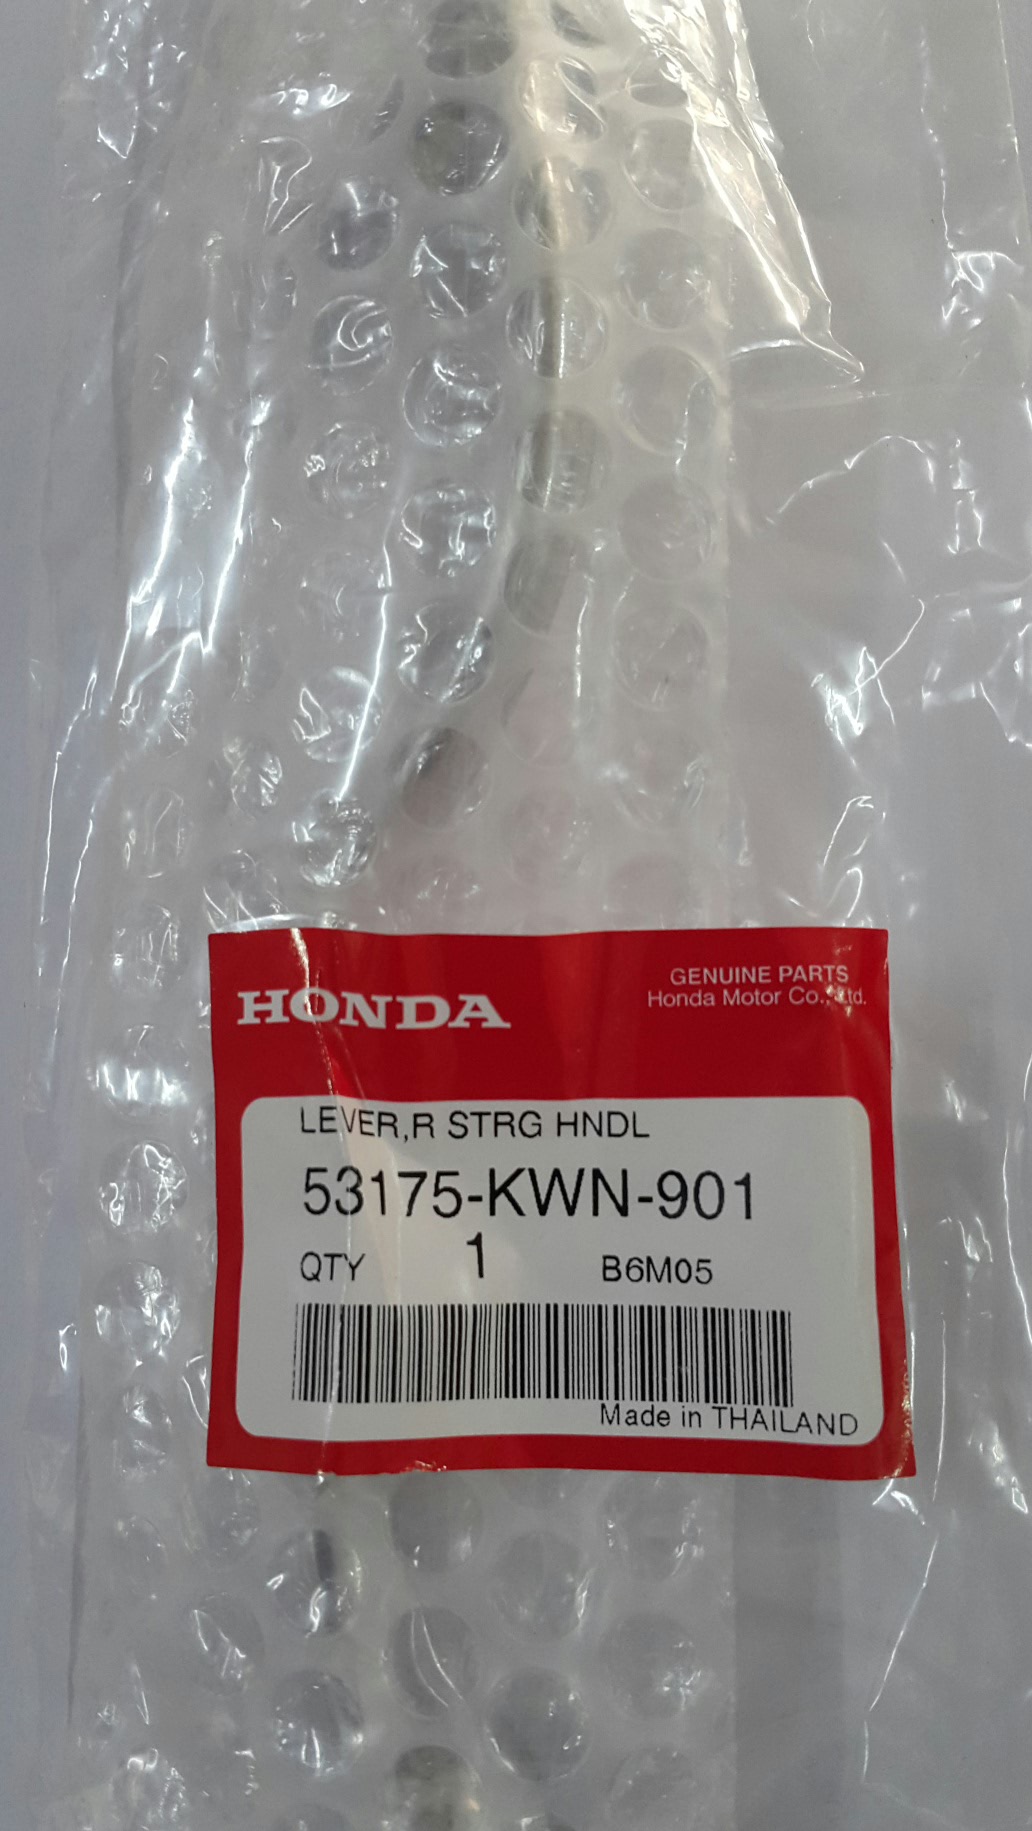 HONDA
GENUINE PARTS
Honda Motor Co., Ltd.
LEVER,R STRG HNDL
53175-KWN-901
QTY 1 B6M05
Made in THAILAND